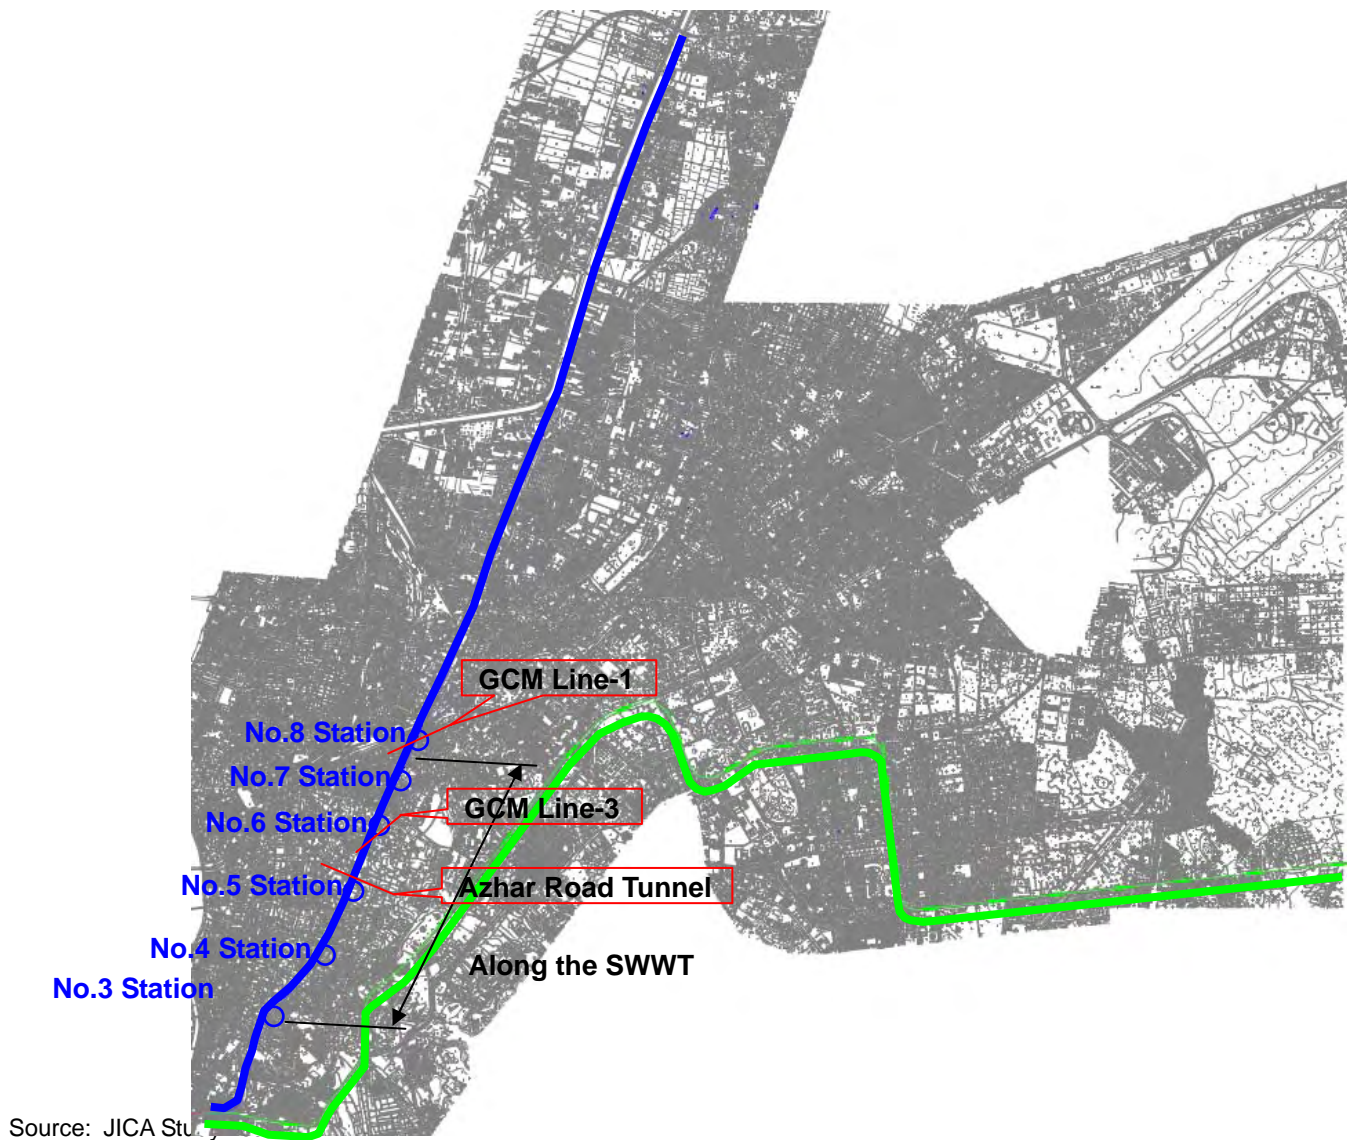 GCM Line-1
No.8 Station
No.7 Station
GCM Line-3
No.6 Station
Azhar Road Tunnel
No.5 Station
No.4 Station
Along the SWWT
No.3 Station
Source: JICA